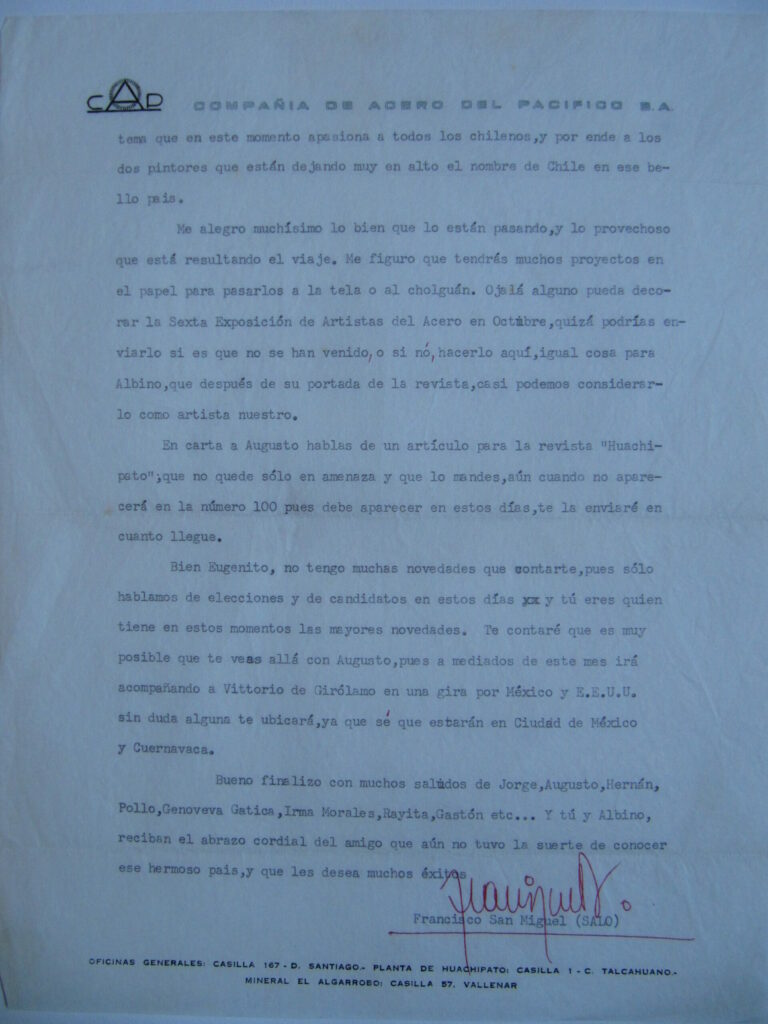 CAP COMPAÑIA DE ACERO DEL PACIFICO S.A.
tema que en este momento apasiona a todos los chilenos,y por ende a los
dos pintores que están dejando muy en alto el nombre de Chile en ese be-
llo pais.
Me alegro muchísimo lo bien que lo están pasando,y lo provechoso
que está resultando el viaje. Me figuro que tendrás muchos proyectos en
el papel para pasarlos a la tela o al cholguán. Ojalá alguno pueda deco-
rar la Sexta Exposición de Artistas del Acero en Octubre,quizá podrías en-
viarlo si es que no se han venido,o si nó,hacerlo aquí,igual cosa para
Albino,que después de su portada de la revista,casi podemos considerar-
lo como artista nuestro.
En carta a Augusto hablas de un artículo para la revista "Huachi-
pato";que no quede sólo en amenaza y que lo mandes,aún cuando no apare-
cerá en la número 100 pues debe aparecer en estos días,te la enviaré en
cuanto llegue.
Bien Eugenito, no tengo muchas novedades que contarte,pues sólo
hablamos de elecciones y de candidatos en estos días xx y tú eres quien
tiene en estos momentos las mayores novedades. Te contaré que es muy
posible que te veas allá con Augusto,pues a mediados de este mes irá
acompañando a Vittorio de Girólamo en una gira por México y E.E.U.U.
sin duda alguna te ubicará,ya que sé que estarán en Ciudad de México
y Cuernavaca.
Bueno finalizo con muchos saludos de Jorge,Augusto,Hernán,
Pollo,Genoveva Gatica,Irma Morales,Rayita,Gastón etc... Y tú y Albino,
reciban el abrazo cordial del amigo que aún no tuvo la suerte de conocer
ese hermoso pais,y que les desea muchos éxitos
Francisco San Miguel (SALO)
OFICINAS GENERALES: CASILLA 167 - D. SANTIAGO.- PLANTA DE HUACHIPATO: CASILLA 1 - C. TALCAHUANO.-
MINERAL EL ALGARROBO: CASILLA 57. VALLENAR